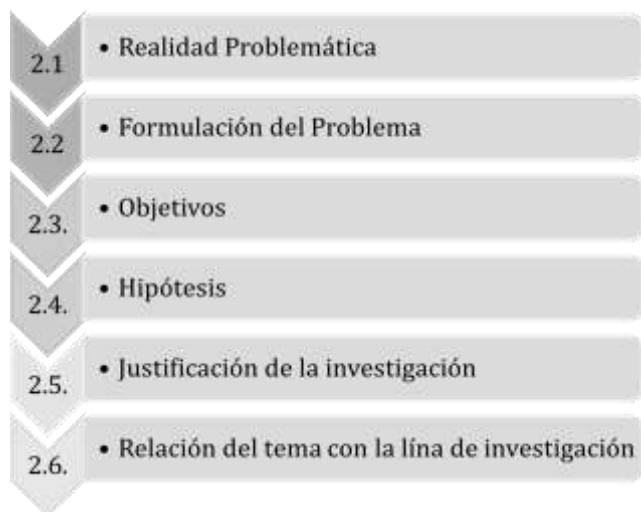 2.1 • Realidad Problemática
2.2 • Formulación del Problema
2.3. • Objetivos
2.4. • Hipótesis
2.5. • Justificación de la investigación
2.6. • Relación del tema con la lína de investigación